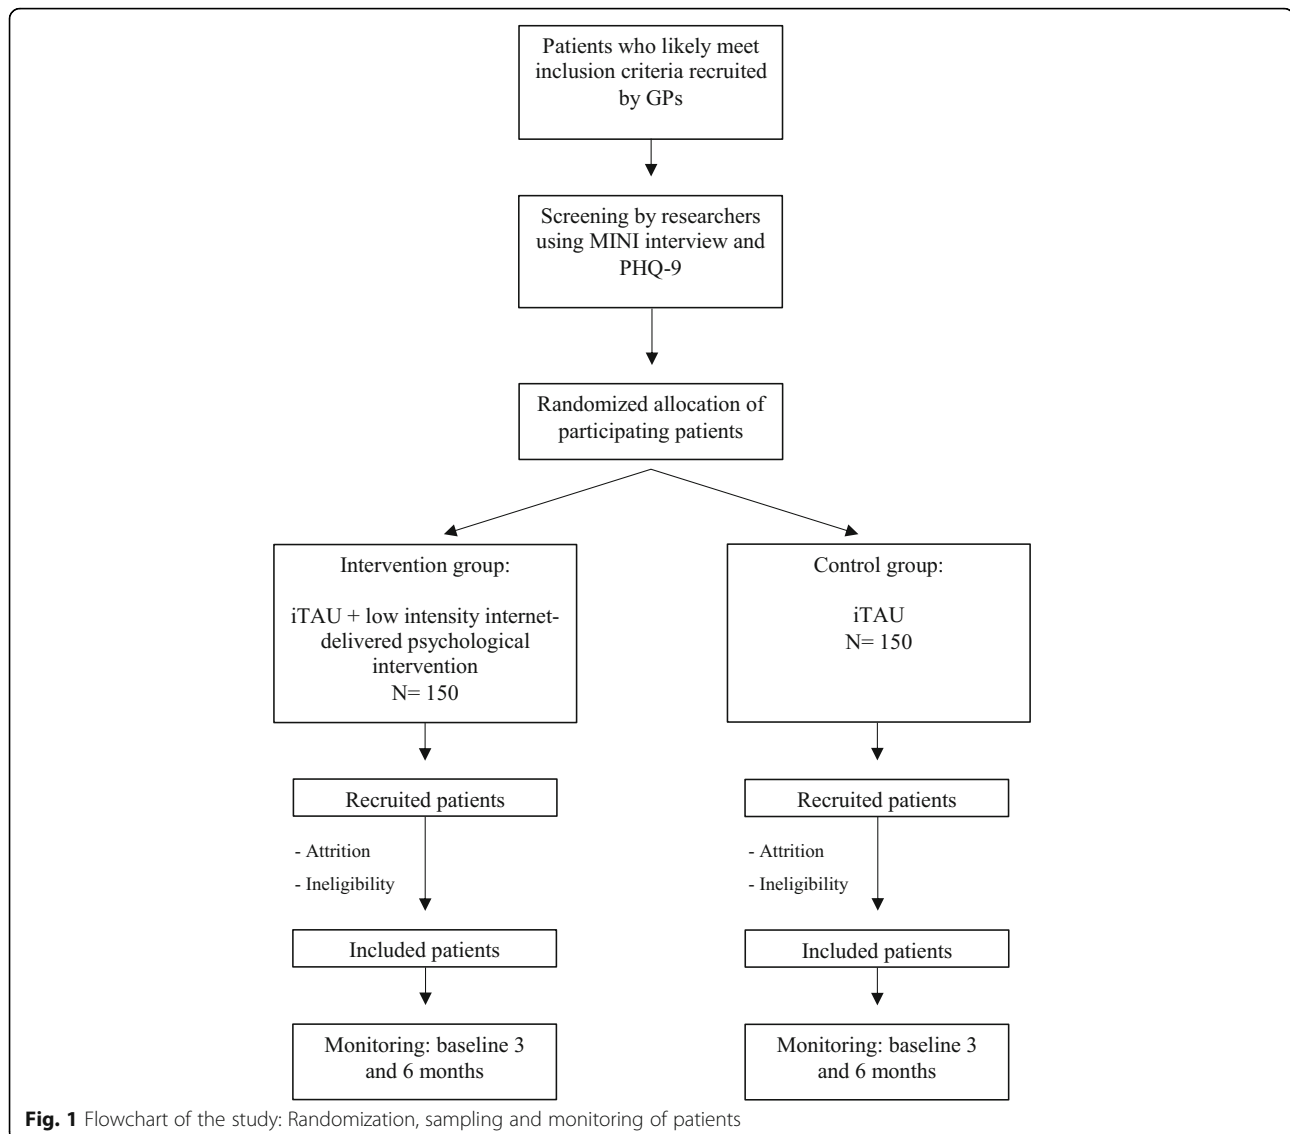 Patients who likely meet
inclusion criteria recruited
by GPs
Screening by researchers
using MINI interview and
PHQ-9
Randomized allocation of
participating patients
Intervention group:
iTAU + low intensity internet-
delivered psychological
intervention
N= 150
Control group:
iTAU
N= 150
Recruited patients
- Attrition
- Ineligibility
Included patients
Monitoring: baseline 3
and 6 months
Recruited patients
- Attrition
- Ineligibility
Included patients
Monitoring: baseline 3
and 6 months
Fig. 1 Flowchart of the study: Randomization, sampling and monitoring of patients